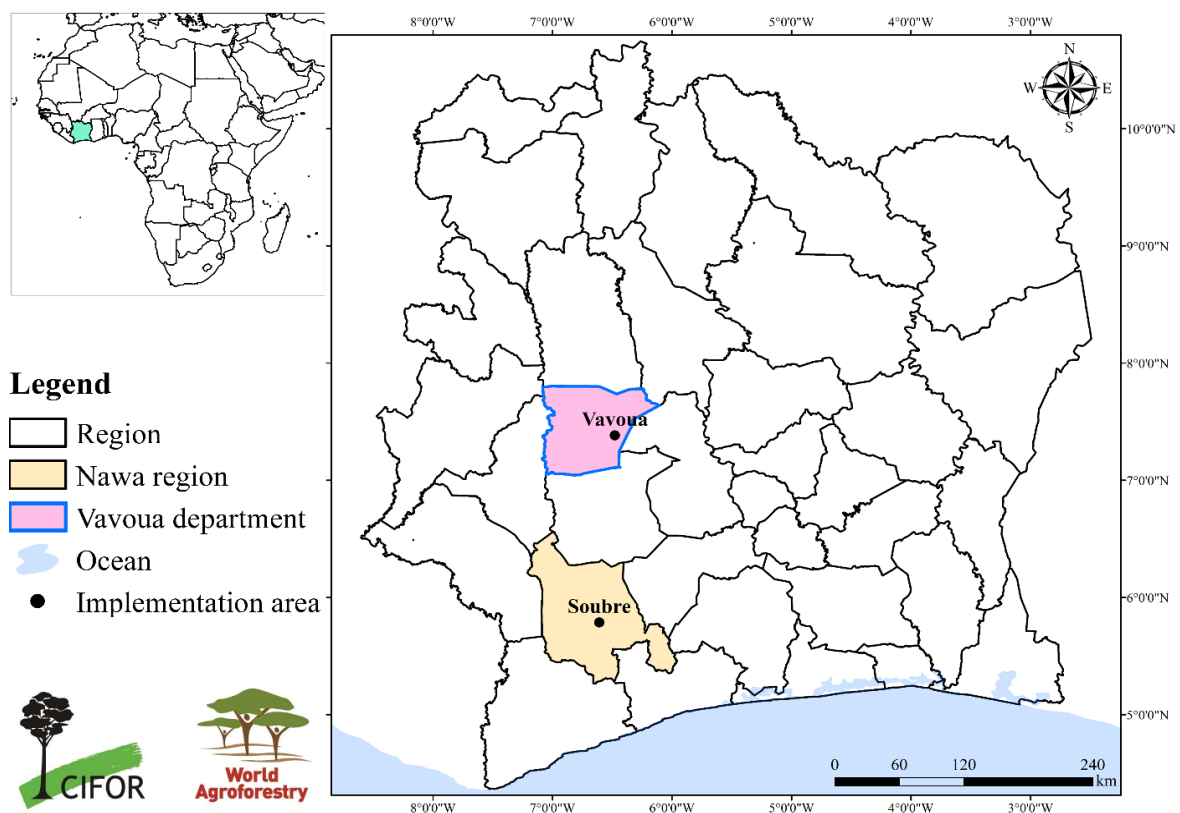 8°0'0"W 7°0'0"W 6°0'0"W 5°0'0"W 4°0'0"W 3°0'0"W
N
W E
S
10°0'0"N
9°0'0"N
8°0'0"N
Vavoua
7°0'0"N
6°0'0"N
Soubre
5°0'0"N
0 60 120 240
km
8°0'0"W 7°0'0"W 6°0'0"W 5°0'0"W 4°0'0"W 3°0'0"W
Legend
Region
Nawa region
Vavoua department
Ocean
Implementation area
CIFOR
World
Agroforestry